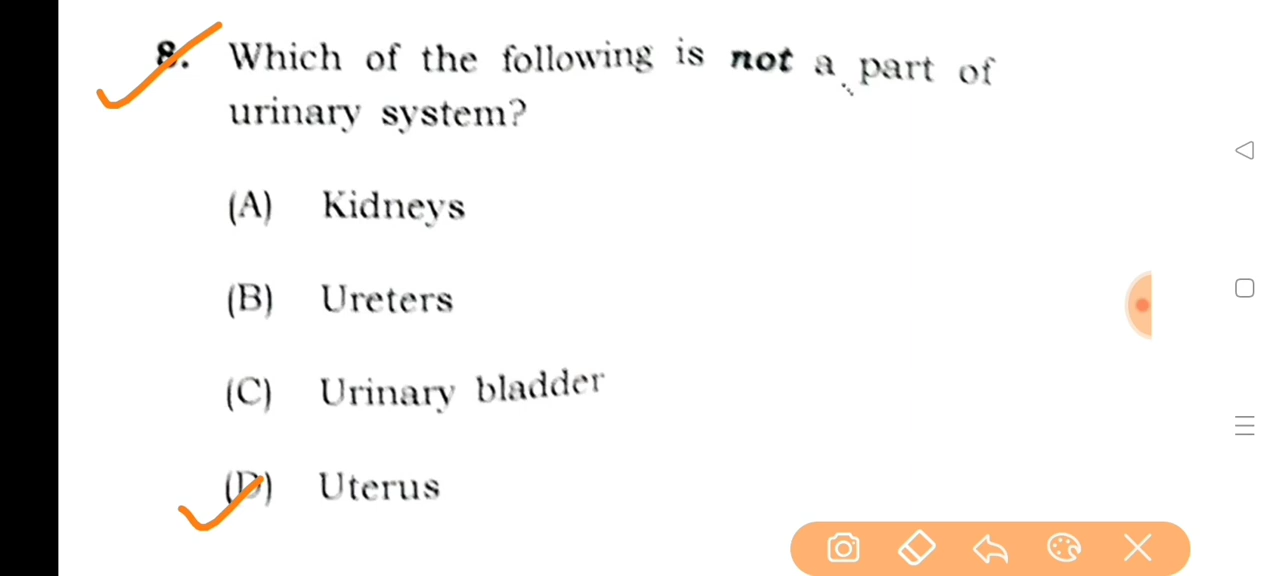 8. Which of the following is not a part of
urinary system?
(A) Kidneys
(B) Ureters
(C) Urinary bladder
(D) Uterus